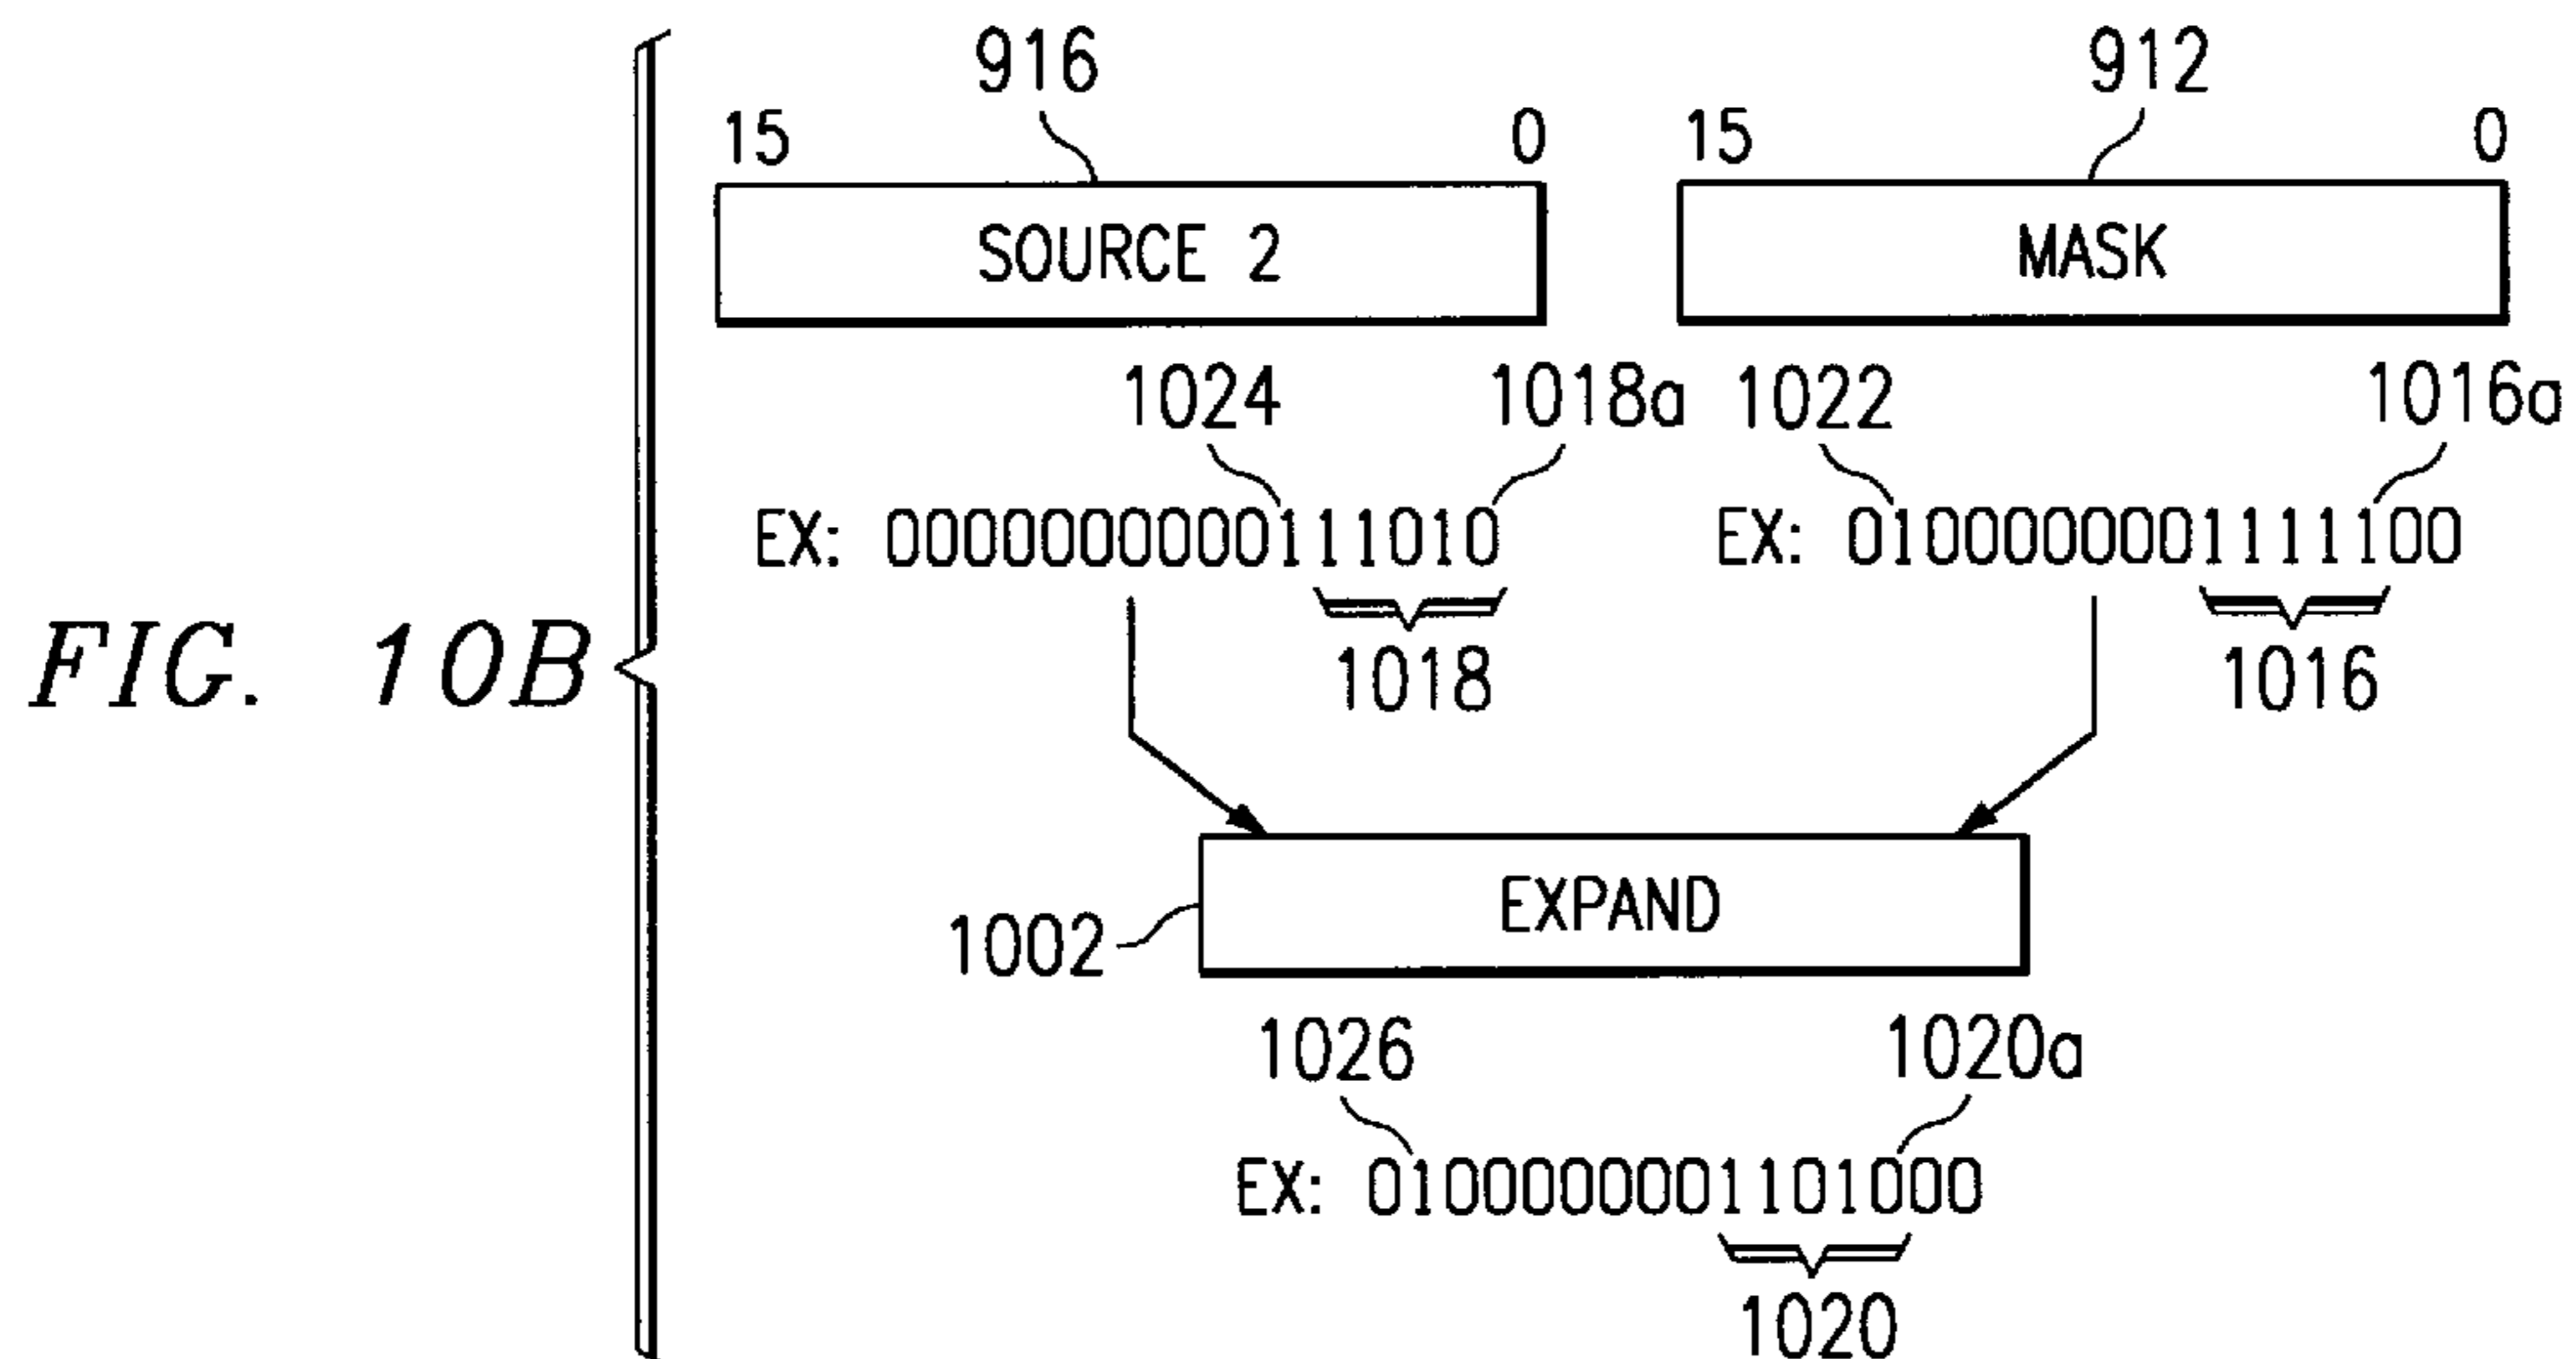 916
912
15 0 15 0
SOURCE 2 MASK
1024 1018a 1022 1016a
EX: 0000000000111010 EX: 0100000001111100
FIG. 10B
1018 1016
EXPAND
1002
1026 1020a
EX: 0100000001101000
1020